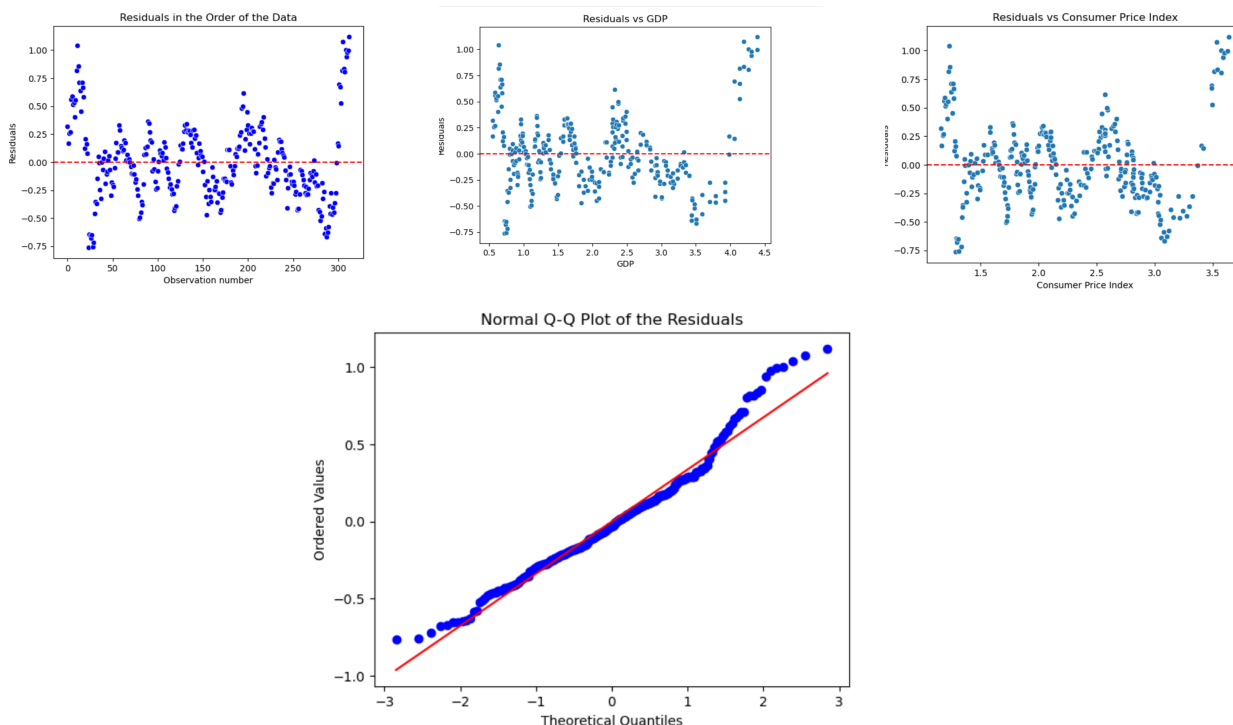 Residuals in the Order of the Data
Residuals
1.00
0.75
0.50
0.25
0.00
-0.25
-0.50
-0.75
0 50 100 150 200 250 300
Observation number
Residuals vs GDP
Residuals
1.00
0.75
0.50
0.25
0.00
-0.25
-0.50
-0.75
0.5 1.0 1.5 2.0 2.5 3.0 3.5 4.0 4.5
GDP
Residuals vs Consumer Price Index
Residuals
1.00
0.75
0.50
0.25
0.00
-0.25
-0.50
-0.75
1.5 2.0 2.5 3.0 3.5
Consumer Price Index
Normal Q-Q Plot of the Residuals
Ordered Values
1.0
0.5
0.0
-0.5
-1.0
-3 -2 -1 0 1 2 3
Theoretical Quantiles